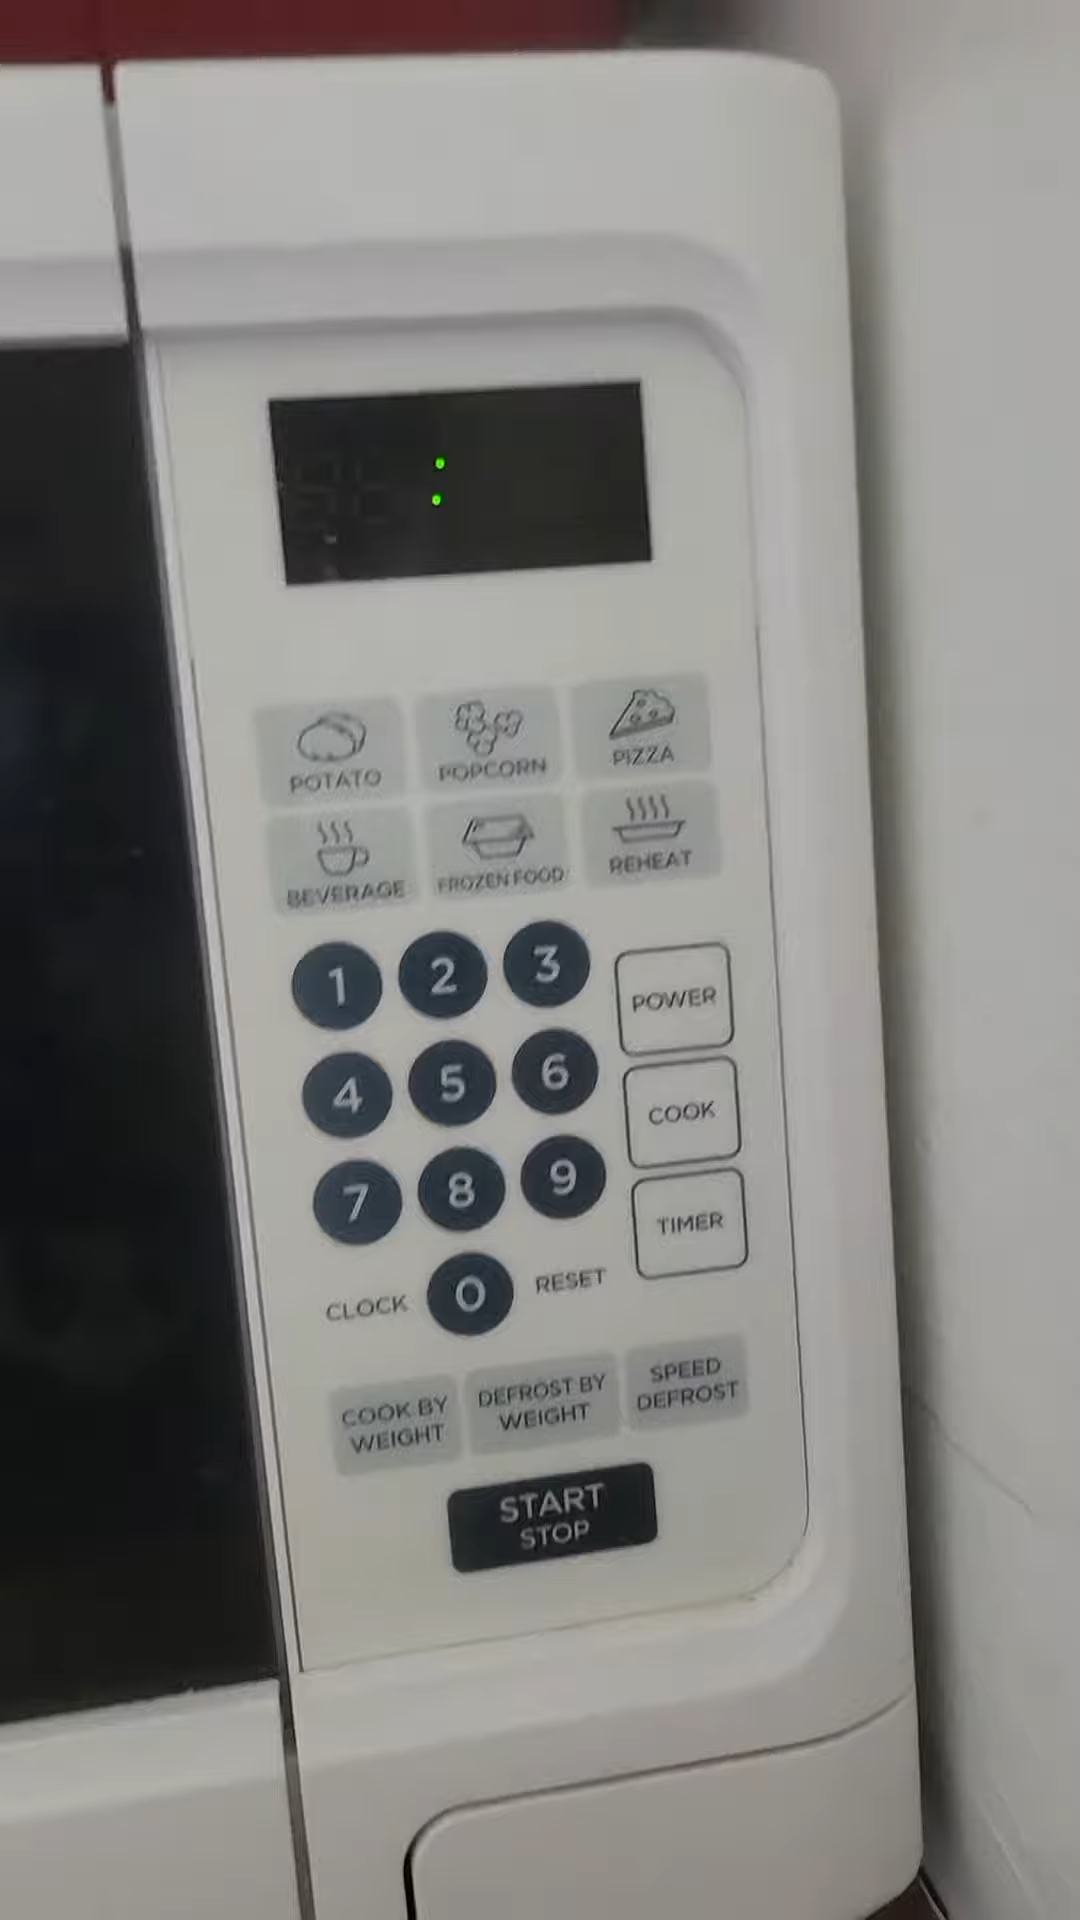 :
POTATO
POPCORN
PIZZA
BEVERAGE
FROZEN FOOD
REHEAT
1
2
3
POWER
4
5
6
COOK
7
8
9
TIMER
CLOCK
0
RESET
COOK BY
WEIGHT
DEFROST BY
WEIGHT
SPEED
DEFROST
START
STOP